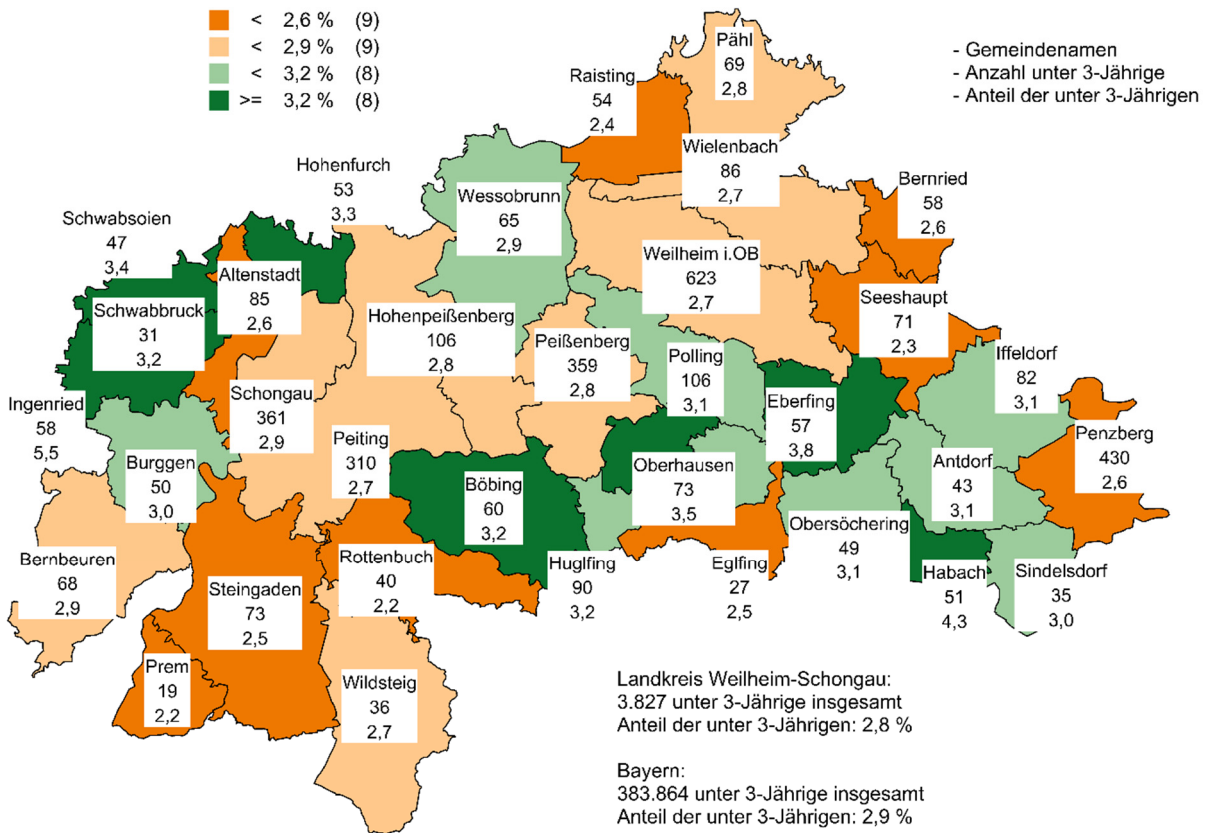 < 2,6 % (9)
< 2,9 % (9)
< 3,2 % (8)
>= 3,2 % (8)
- Gemeindenamen
- Anzahl unter 3-Jährige
- Anteil der unter 3-Jährigen
Pähl
69
2,8
Raisting
54
2,4
Wielenbach
86
2,7
Hohenfurch
53
3,3
Wessobrunn
65
2,9
Bernried
58
2,6
Schwabsoien
47
3,4
Altenstadt
85
2,6
Weilheim i.OB
623
2,7
Schwabbruck
31
3,2
Hohenpeißenberg
106
2,8
Peißenberg
359
2,8
Polling
106
3,1
Seeshaupt
71
2,3
Iffeldorf
82
3,1
Schongau
361
2,9
Eberfing
57
3,8
Ingenried
58
5,5
Peiting
310
2,7
Penzberg
430
2,6
Burggen
50
3,0
Böbing
60
3,2
Oberhausen
73
3,5
Antdorf
43
3,1
Obersöchering
49
3,1
Bernbeuren
68
2,9
Steingaden
73
2,5
Rottenbuch
40
2,2
Huglfing
90
3,2
Eglfing
27
2,5
Habach
51
4,3
Sindelsdorf
35
3,0
Prem
19
2,2
Wildsteig
36
2,7
Landkreis Weilheim-Schongau:
3.827 unter 3-Jährige insgesamt
Anteil der unter 3-Jährigen: 2,8 %
Bayern:
383.864 unter 3-Jährige insgesamt
Anteil der unter 3-Jährigen: 2,9 %